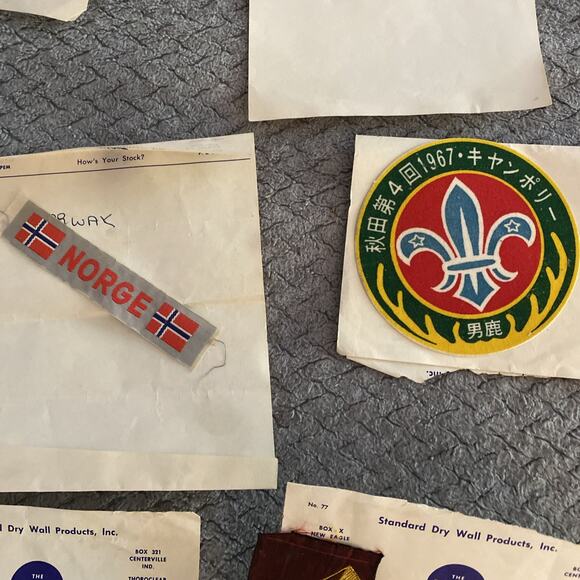 How's Your Stock?
NORGE
秋田第4回1967・キャンポリー
男鹿
Dry Wall Products, Inc.
BOX 321
CENTERVILLE
IND.
THE
THOROCLEAR
No. 77
Standard Dry Wall Products, Inc.
BOX X
NEW EAGLE
THE